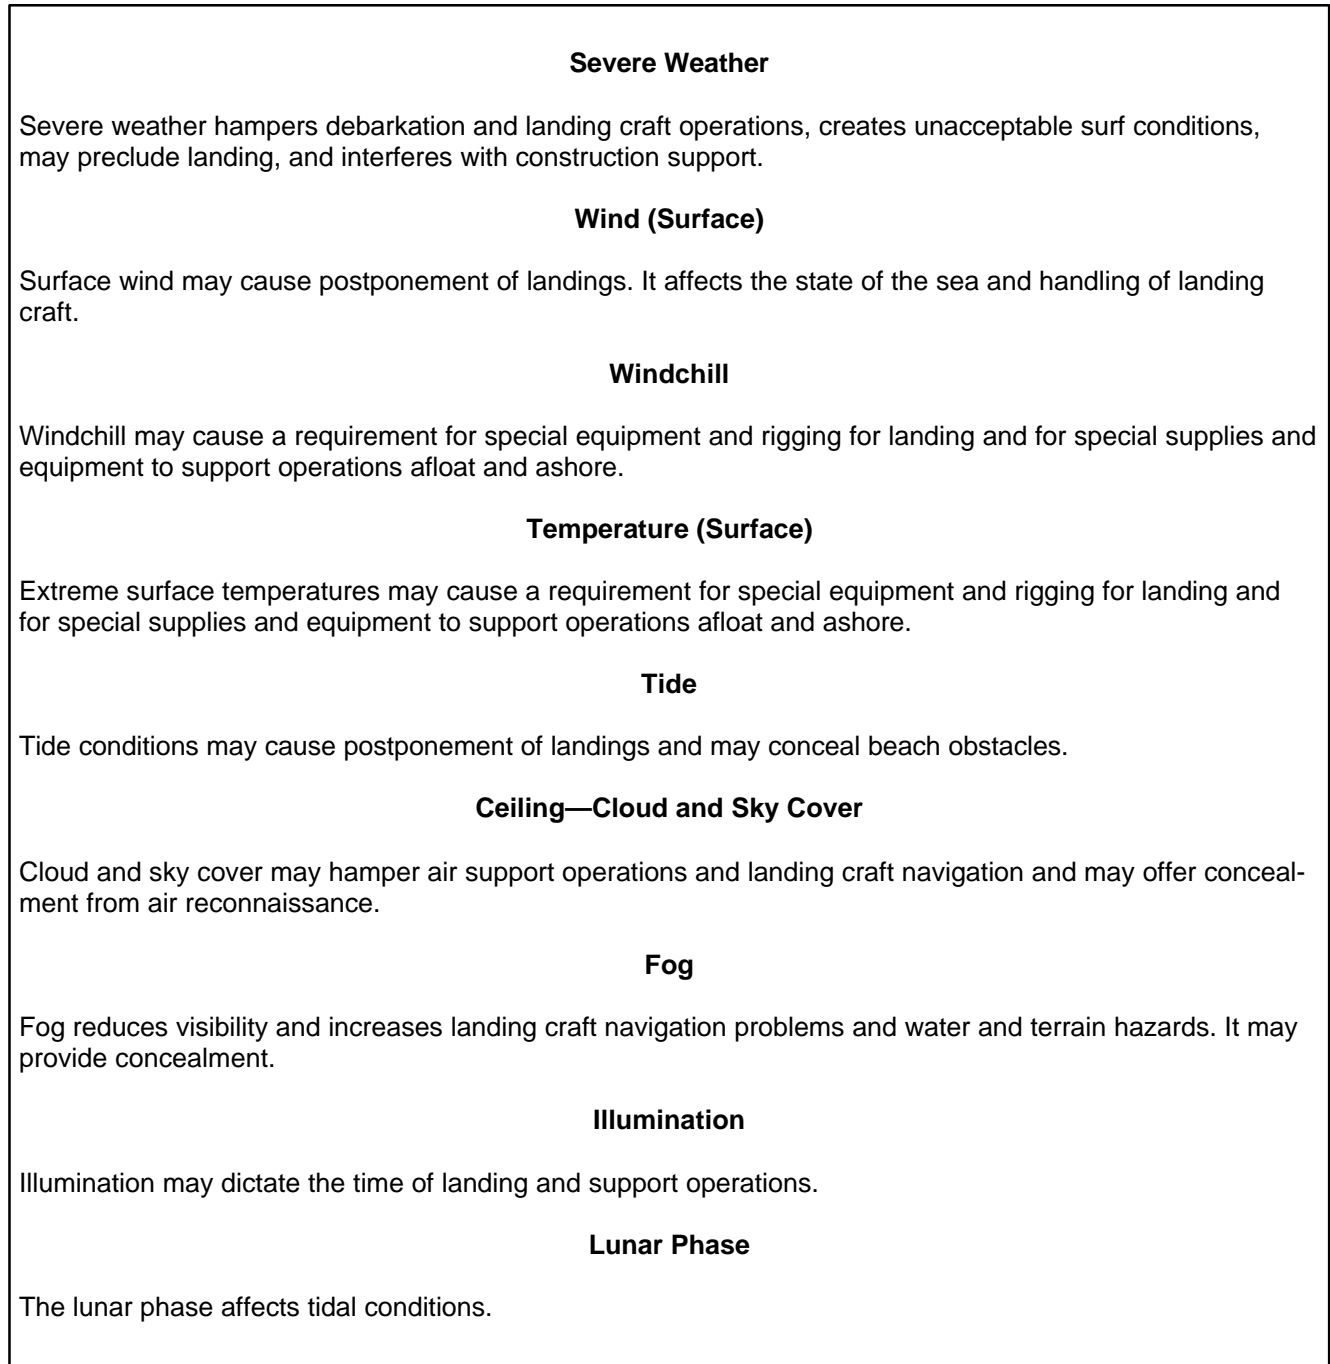 Severe Weather
Severe weather hampers debarkation and landing craft operations, creates unacceptable surf conditions,
may preclude landing, and interferes with construction support.
Wind (Surface)
Surface wind may cause postponement of landings. It affects the state of the sea and handling of landing
craft.
Windchill
Windchill may cause a requirement for special equipment and rigging for landing and for special supplies and
equipment to support operations afloat and ashore.
Temperature (Surface)
Extreme surface temperatures may cause a requirement for special equipment and rigging for landing and
for special supplies and equipment to support operations afloat and ashore.
Tide
Tide conditions may cause postponement of landings and may conceal beach obstacles.
Ceiling—Cloud and Sky Cover
Cloud and sky cover may hamper air support operations and landing craft navigation and may offer conceal-
ment from air reconnaissance.
Fog
Fog reduces visibility and increases landing craft navigation problems and water and terrain hazards. It may
provide concealment.
Illumination
Illumination may dictate the time of landing and support operations.
Lunar Phase
The lunar phase affects tidal conditions.